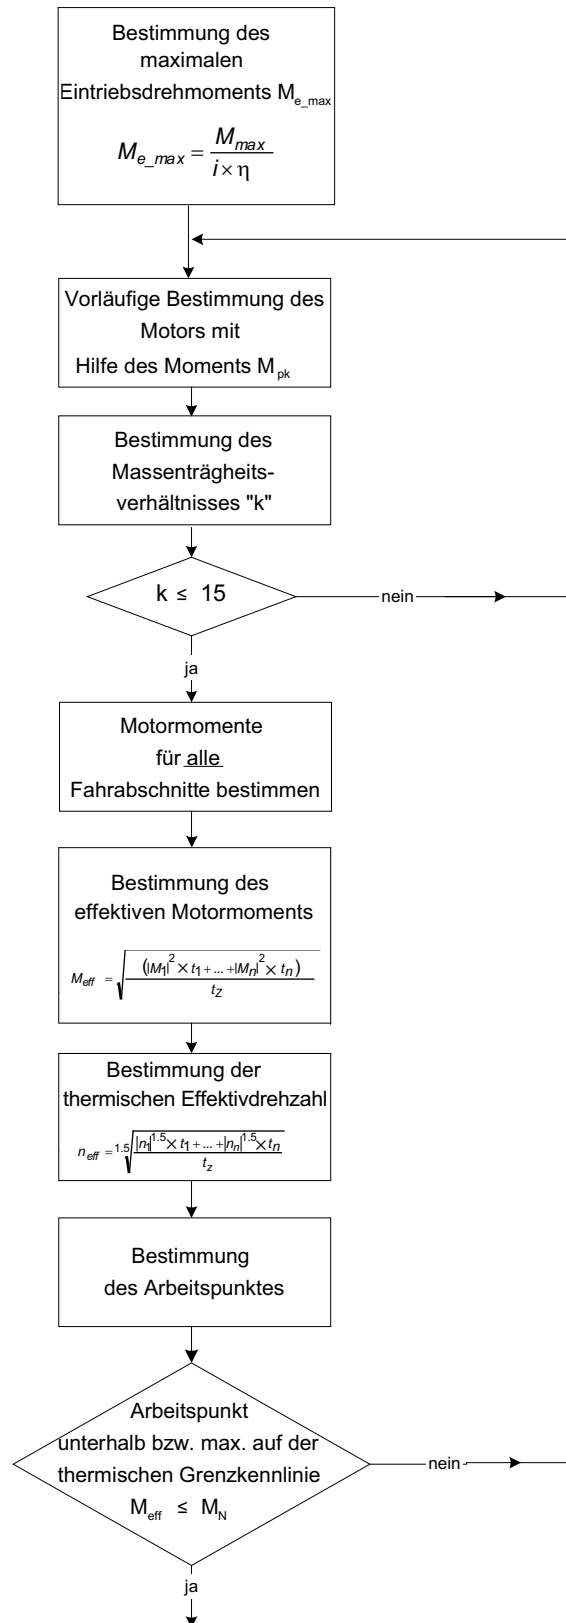 Bestimmung des
maximalen
Eintriebsdrehmoments M_e_max
M_e_max = M_max / (i × η)
Vorläufige Bestimmung des
Motors mit
Hilfe des Moments M_pk
Bestimmung des
Massenträgheits-
verhältnisses "k"
k ≤ 15
nein
ja
Motormomente
für alle
Fahrabschnitte bestimmen
Bestimmung des
effektiven Motormoments
M_eff = √((|M_1|^2 × t_1 + ... + |M_n|^2 × t_n) / t_Z)
Bestimmung der
thermischen Effektivdrehzahl
n_eff = 1.5√((|n_1|^1.5 × t_1 + ... + |n_n|^1.5 × t_n) / t_z)
Bestimmung
des Arbeitspunktes
Arbeitspunkt
unterhalb bzw. max. auf der
thermischen Grenzkennlinie
M_eff ≤ M_N
nein
ja